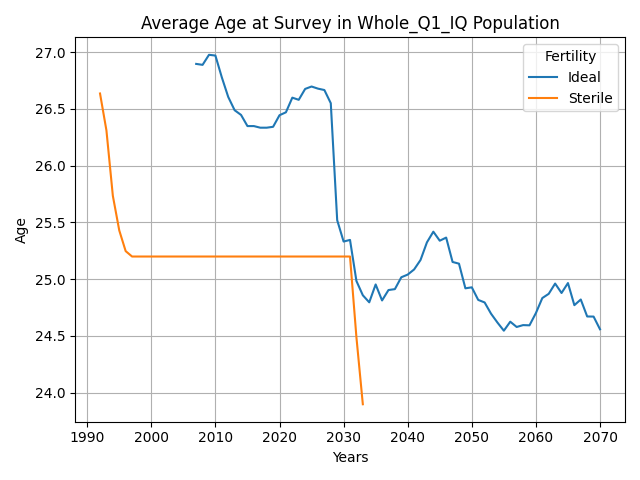 Average Age at Survey in Whole_Q1_IQ Population
Fertility
Ideal
Sterile
27.0
26.5
26.0
25.5
25.0
24.5
24.0
Age
1990 2000 2010 2020 2030 2040 2050 2060 2070
Years